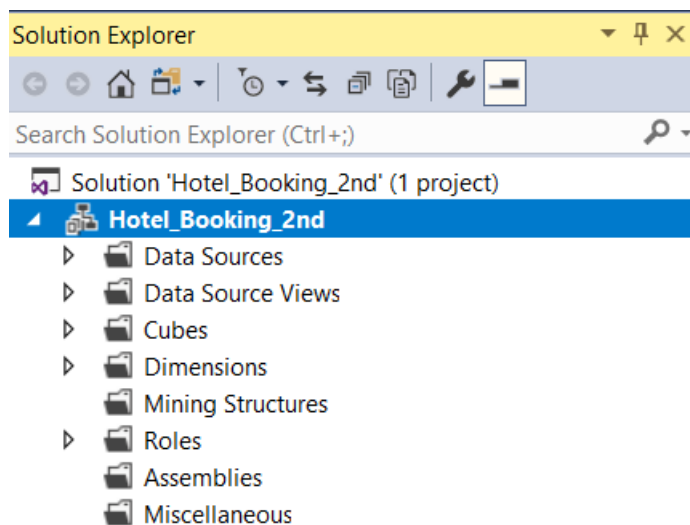 Solution Explorer
Search Solution Explorer (Ctrl+;)
Solution 'Hotel_Booking_2nd' (1 project)
Hotel_Booking_2nd
Data Sources
Data Source Views
Cubes
Dimensions
Mining Structures
Roles
Assemblies
Miscellaneous